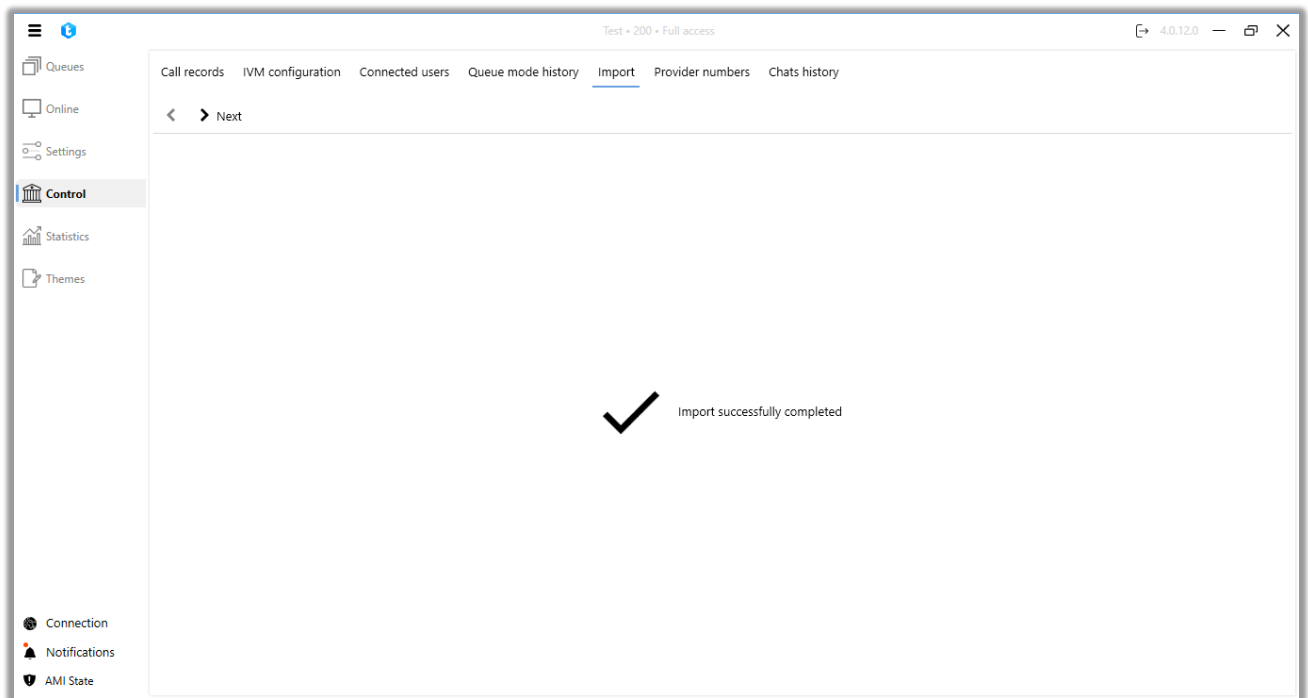 Test • 200 • Full access
4.0.12.0
Queues
Online
Settings
Control
Statistics
Themes
Call records IVM configuration Connected users Queue mode history Import Provider numbers Chats history
Next
Import successfully completed
Connection
Notifications
AMI State